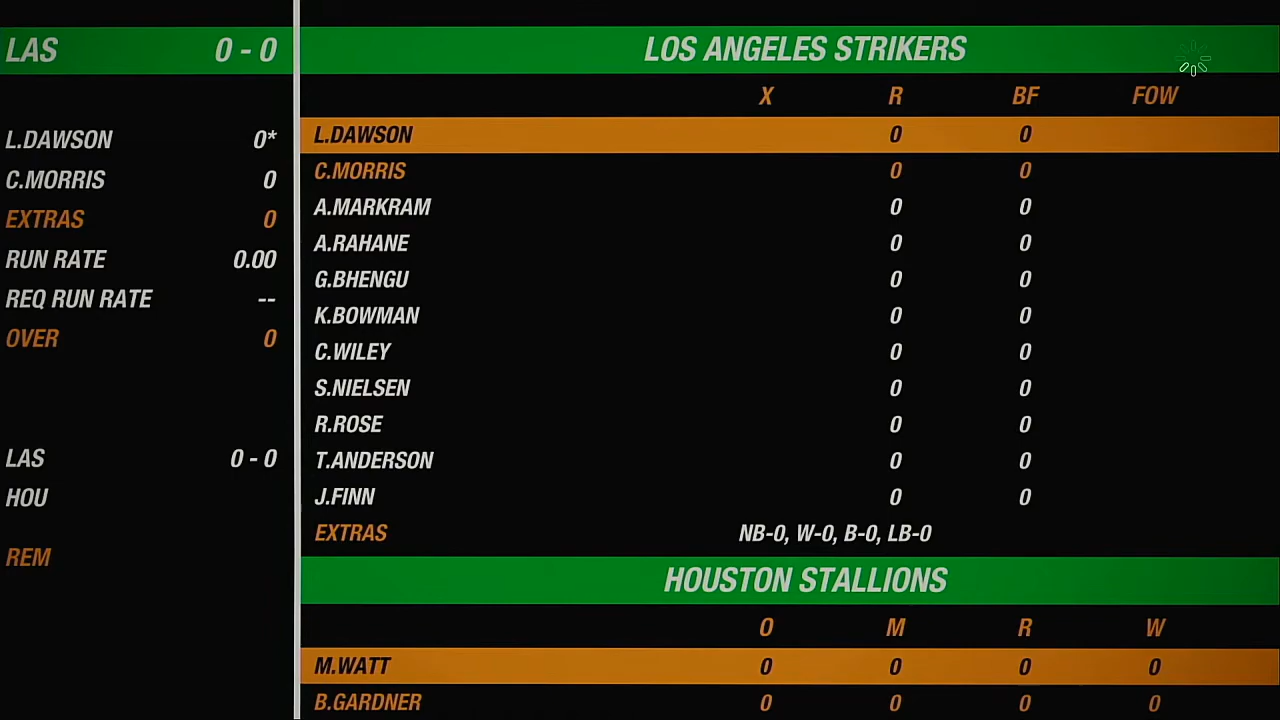 LAS 0 - 0
L.DAWSON 0*
C.MORRIS 0
EXTRAS 0
RUN RATE 0.00
REQ RUN RATE --
OVER 0
LAS 0 - 0
HOU
REM
LOS ANGELES STRIKERS
X R BF FOW
L.DAWSON 0 0
C.MORRIS 0 0
A.MARKRAM 0 0
A.RAHANE 0 0
G.BHENGU 0 0
K.BOWMAN 0 0
C.WILEY 0 0
S.NIELSEN 0 0
R.ROSE 0 0
T.ANDERSON 0 0
J.FINN 0 0
EXTRAS NB-0, W-0, B-0, LB-0
HOUSTON STALLIONS
O M R W
M.WATT 0 0 0 0
B.GARDNER 0 0 0 0